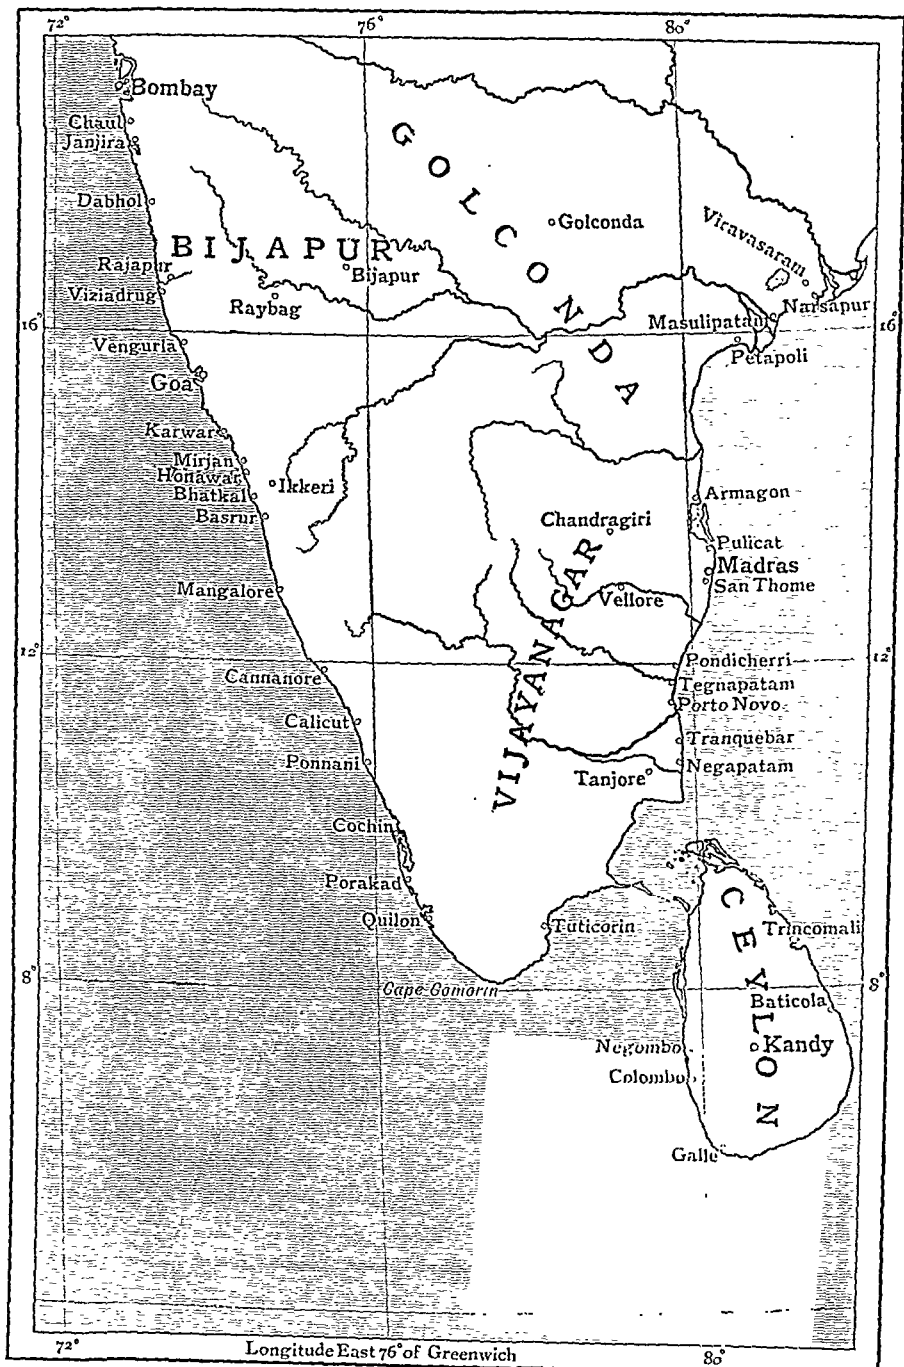 72°
76°
80°
Bombay
Chaul
Janjira
Dabhol
GOLCONDA
Golconda
Viravasaram
BIJAPUR
Bijapur
Rajapur
Viziadrug
Raybag
Narsapur
16°
Masulipatam
16°
Petapoli
Vengurla
Goa
Karwar
Mirjan
Honawar
Bhatkal
Basrur
Ikkeri
Armagon
Chandragiri
Pulicat
Madras
San Thome
Mangalore
Vellore
VIJAYANAGAR
12°
Pondicherri
12°
Cannanore
Tegnapatam
Porto Novo
Calicut
Tranquebar
Ponnani
Negapatam
Tanjore
Cochin
Porakad
CEYLON
Quilon
Tuticorin
Trincomali
8°
Cape Comorin
8°
Baticola
Negombo
Kandy
Colombo
Galle
72°
Longitude East 76° of Greenwich
80°